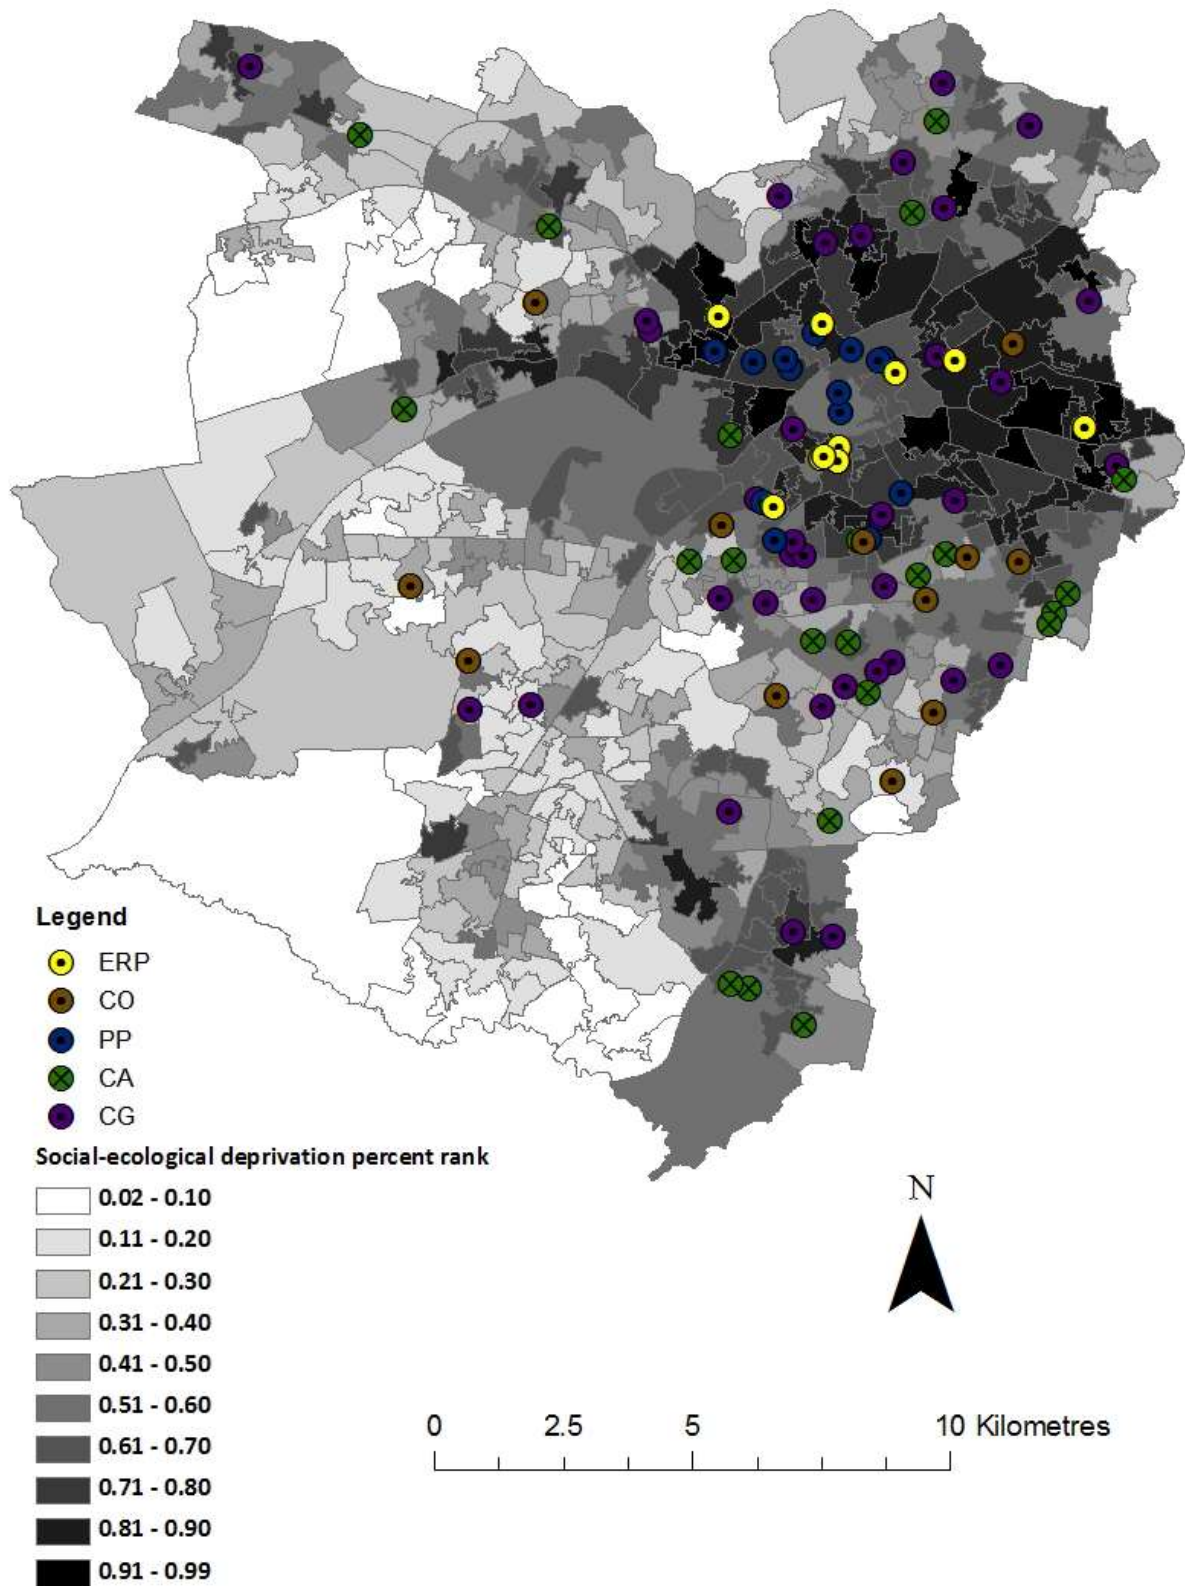 Legend
ERP
CO
PP
CA
CG
Social-ecological deprivation percent rank
0.02 - 0.10
0.11 - 0.20
0.21 - 0.30
0.31 - 0.40
0.41 - 0.50
0.51 - 0.60
0.61 - 0.70
0.71 - 0.80
0.81 - 0.90
0.91 - 0.99
N
0 2.5 5 10 Kilometres